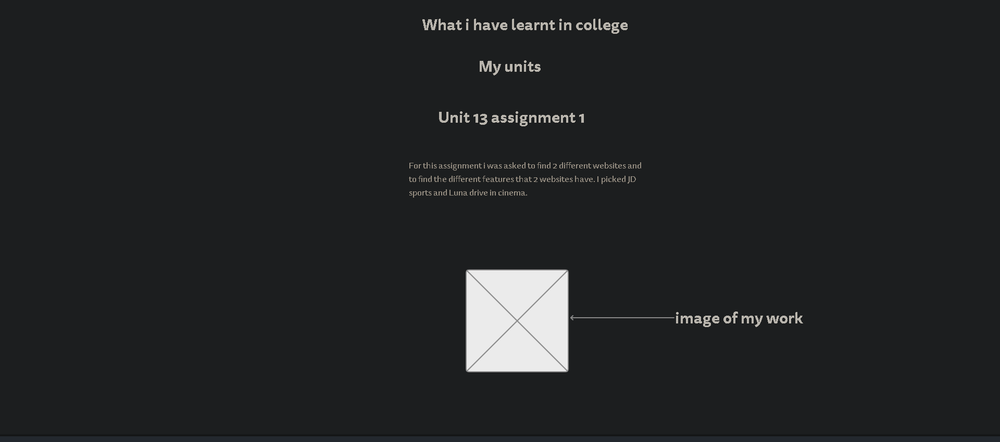 What i have learnt in college
My units
Unit 13 assignment 1
For this assignment i was asked to find 2 different websites and
to find the different features that 2 websites have. I picked JD
sports and Luna drive in cinema.
image of my work